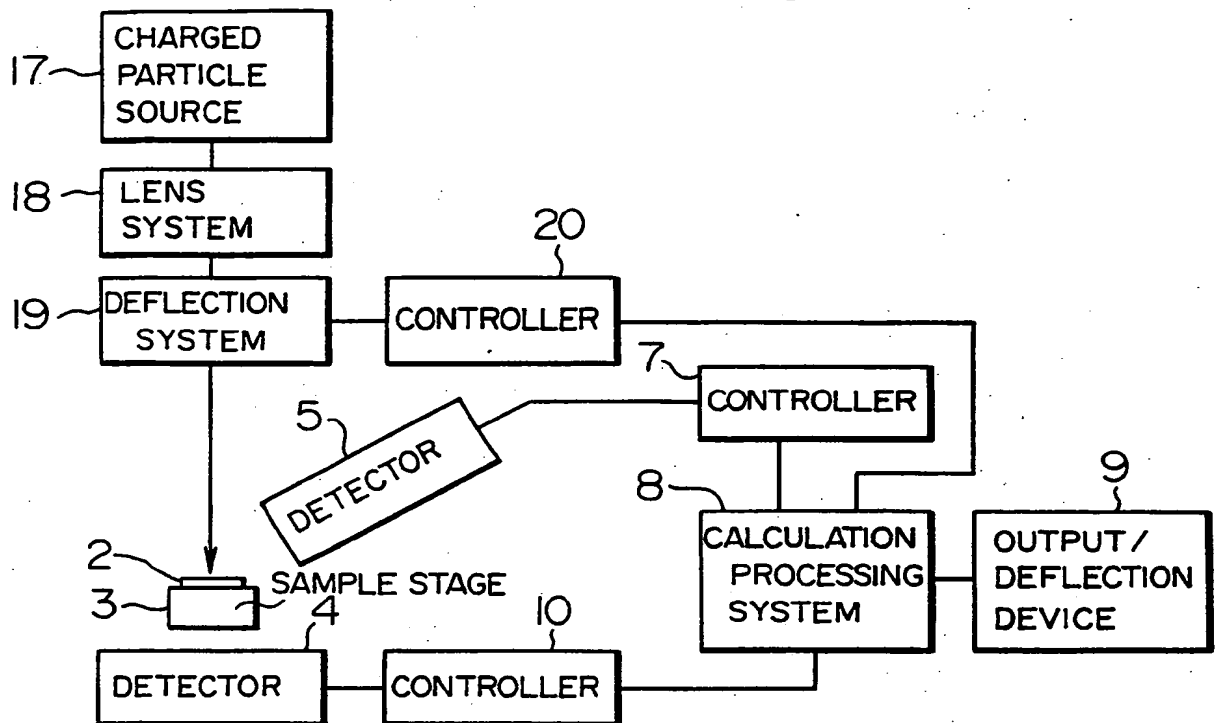 CHARGED
PARTICLE
SOURCE
17
LENS
SYSTEM
18
20
DEFLECTION
SYSTEM
19
CONTROLLER
7
CONTROLLER
5
DETECTOR
8
9
CALCULATION
PROCESSING
SYSTEM
OUTPUT/
DEFLECTION
DEVICE
2
SAMPLE STAGE
3
4
10
DETECTOR
CONTROLLER